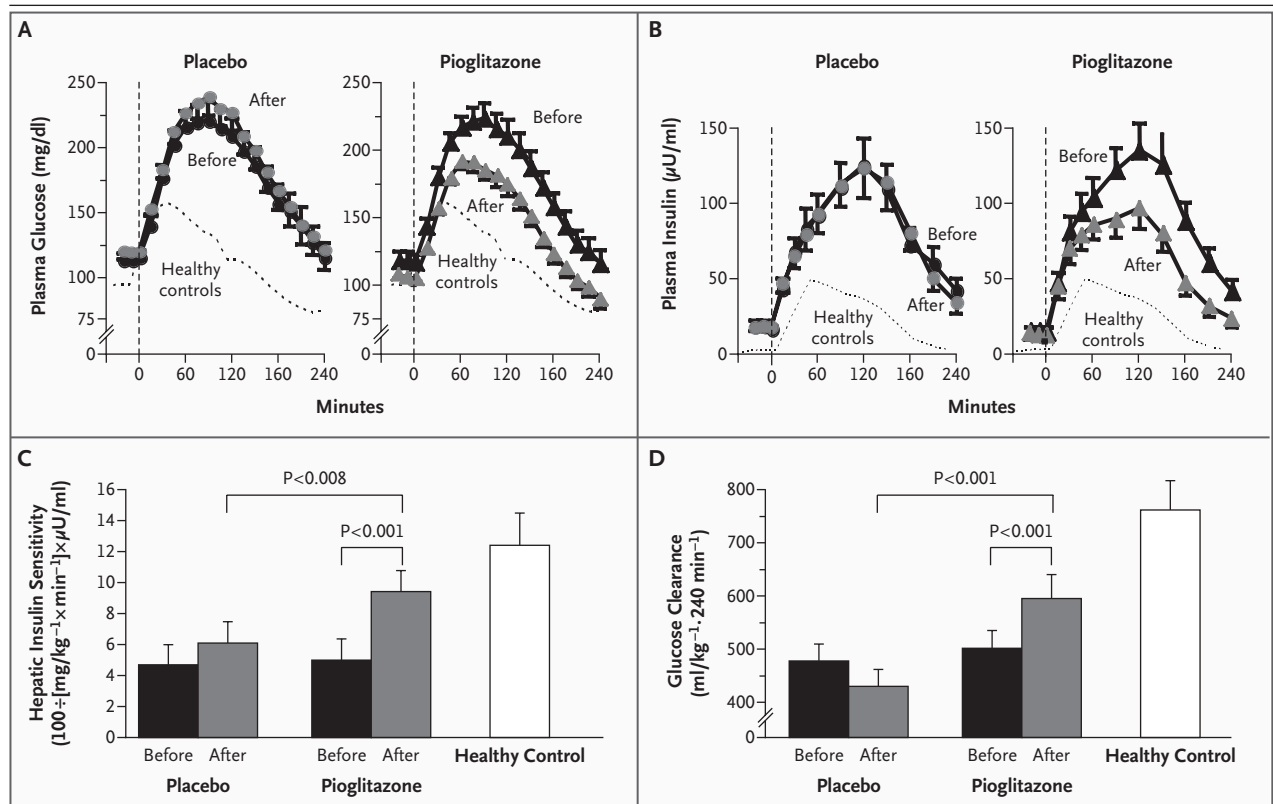 A
Placebo
Pioglitazone
Plasma Glucose (mg/dl)
250
200
150
100
75
0
After
Before
Healthy
controls
0
60
120
180
240
250
200
150
100
75
0
Before
After
Healthy
controls
0
60
120
180
240
Minutes
B
Placebo
Pioglitazone
Plasma Insulin (µU/ml)
150
100
50
0
Before
After
Healthy
controls
0
60
120
160
240
150
100
50
0
Before
After
Healthy
controls
0
60
120
160
240
Minutes
C
Hepatic Insulin Sensitivity
(100÷[mg/kg⁻¹×min⁻¹]×µU/ml)
16
14
12
10
8
6
4
2
0
P<0.008
P<0.001
Before
After
Before
After
Healthy Control
Placebo
Pioglitazone
D
Glucose Clearance
(ml/kg⁻¹·240 min⁻¹)
800
750
600
500
400
0
P<0.001
P<0.001
Before
After
Before
After
Healthy Control
Placebo
Pioglitazone